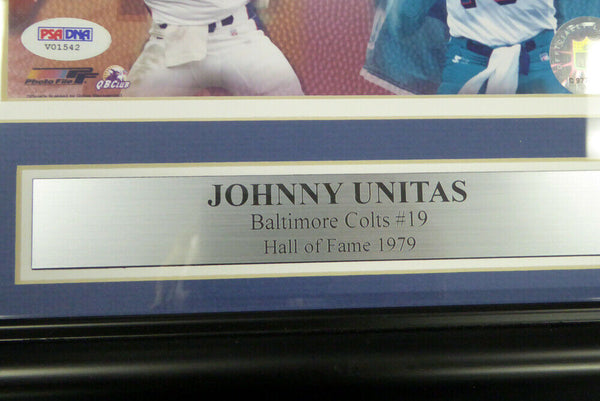 PSA/DNA
V01542
Photo File
QB CLUB
JOHNNY UNITAS
Baltimore Colts #19
Hall of Fame 1979